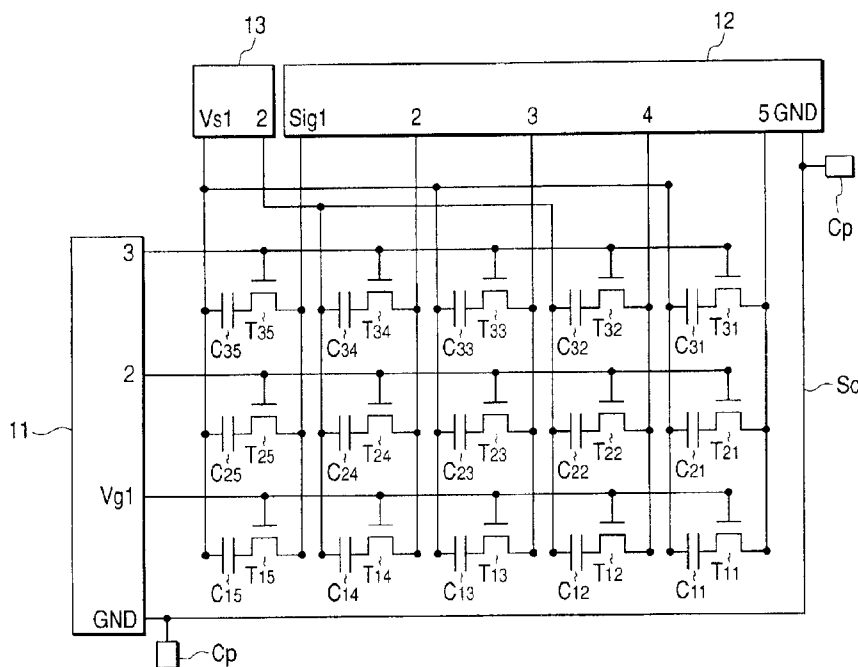 13
12
Vs1 2
Sig1 2 3 4 5 GND
Cp
3
C35 T35 C34 T34 C33 T33 C32 T32 C31 T31
2
Sc
11
C25 T25 C24 T24 C23 T23 C22 T22 C21 T21
Vg1
C15 T15 C14 T14 C13 T13 C12 T12 C11 T11
GND
Cp